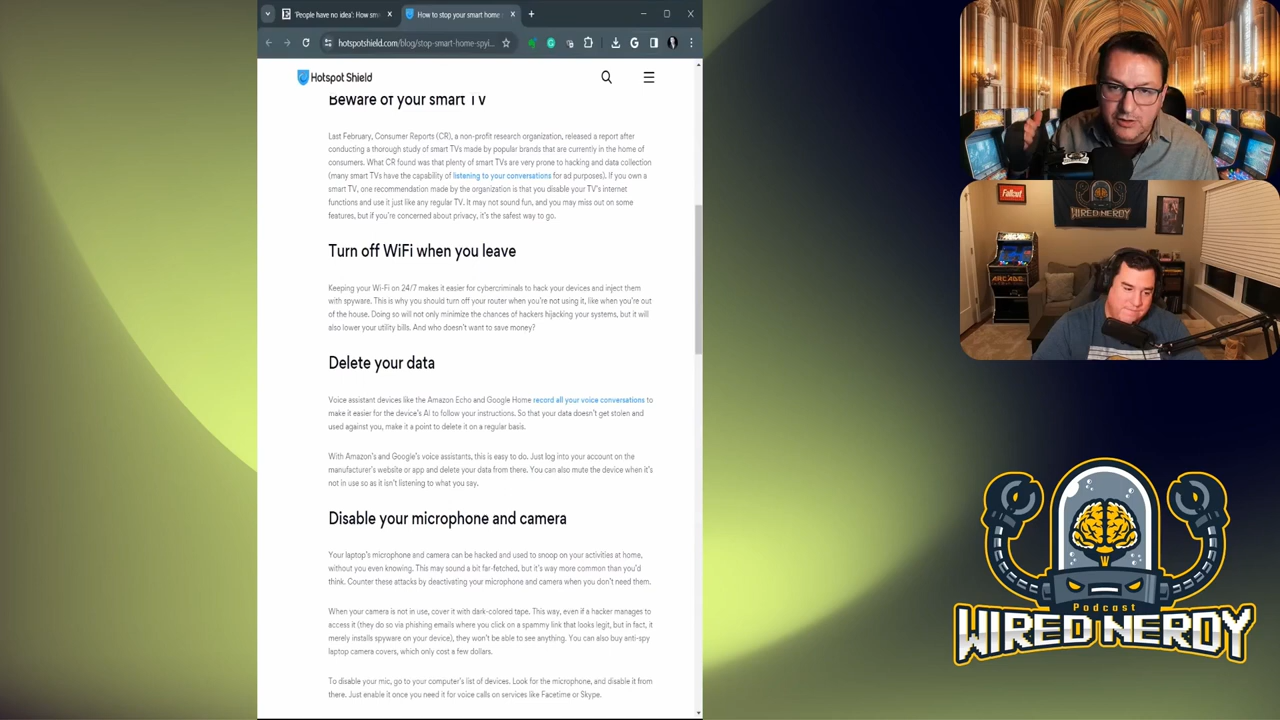 'People have no idea': How sm
How to stop your smart home
hotspotshield.com/blog/stop-smart-home-spyi...
Hotspot Shield
Beware of your smart TV
Last February, Consumer Reports (CR), a non-profit research organization, released a report after
conducting a thorough study of smart TVs made by popular brands that are currently in the home of
consumers. What CR found was that plenty of smart TVs are very prone to hacking and data collection
(many smart TVs have the capability of listening to your conversations for ad purposes). If you own a
smart TV, one recommendation made by the organization is that you disable your TV's internet
functions and use it just like any regular TV. It may not sound fun, and you may miss out on some
features, but if you're concerned about privacy, it's the safest way to go.
Turn off WiFi when you leave
Keeping your Wi-Fi on 24/7 makes it easier for cybercriminals to hack your devices and inject them
with spyware. This is why you should turn off your router when you're not using it, like when you're out
of the house. Doing so will not only minimize the chances of hackers hijacking your systems, but it will
also lower your utility bills. And who doesn't want to save money?
Delete your data
Voice assistant devices like the Amazon Echo and Google Home record all your voice conversations to
make it easier for the device's AI to follow your instructions. So that your data doesn't get stolen and
used against you, make it a point to delete it on a regular basis.
With Amazon's and Google's voice assistants, this is easy to do. Just log into your account on the
manufacturer's website or app and delete your data from there. You can also mute the device when it's
not in use so as it isn't listening to what you say.
Disable your microphone and camera
Your laptop's microphone and camera can be hacked and used to snoop on your activities at home,
without you even knowing. This may sound a bit far-fetched, but it's way more common than you'd
think. Counter these attacks by deactivating your microphone and camera when you don't need them.
When your camera is not in use, cover it with dark-colored tape. This way, even if a hacker manages to
access it (they do so via phishing emails where you click on a spammy link that looks legit, but in fact, it
merely installs spyware on your device), they won't be able to see anything. You can also buy anti-spy
laptop camera covers, which only cost a few dollars.
To disable your mic, go to your computer's list of devices. Look for the microphone, and disable it from
there. Just enable it once you need it for voice calls on services like Facetime or Skype.
Fallout
WIRED NERDY
ARCADE
Podcast
WIRED NERDY